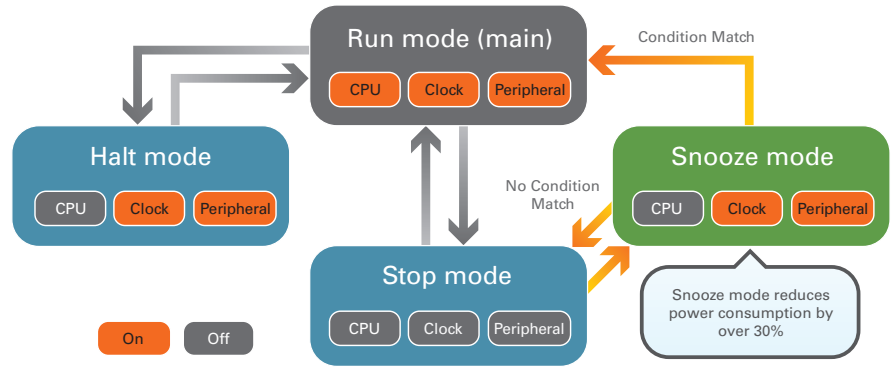 Run mode (main)
CPU Clock Peripheral
Condition Match
Halt mode
CPU Clock Peripheral
Snooze mode
CPU Clock Peripheral
No Condition
Match
Stop mode
CPU Clock Peripheral
Snooze mode reduces
power consumption by
over 30%
On Off